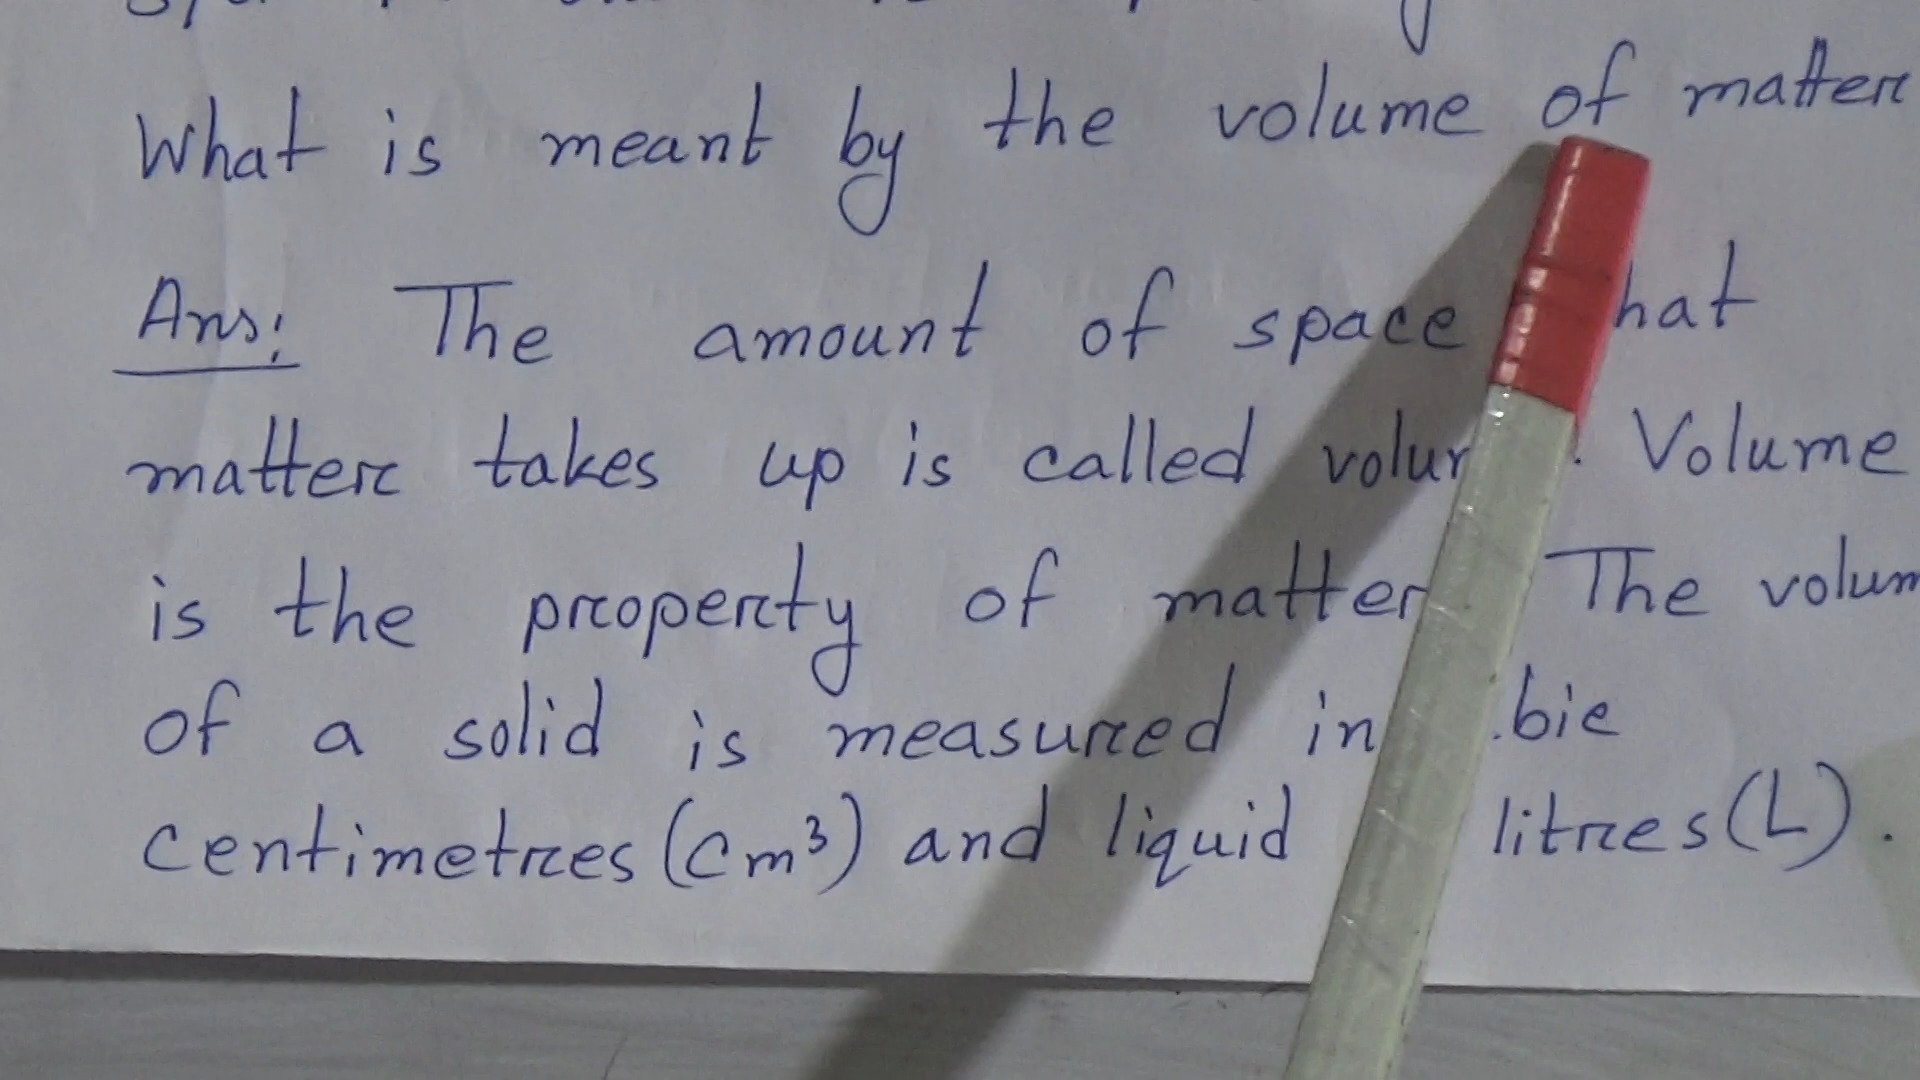 What is meant by the volume of matter
Ans: The amount of space hat
matter takes up is called volu . Volume
is the property of matter The volum
of a solid is measured in bic
centimetres (cm³) and liquid litres (L).